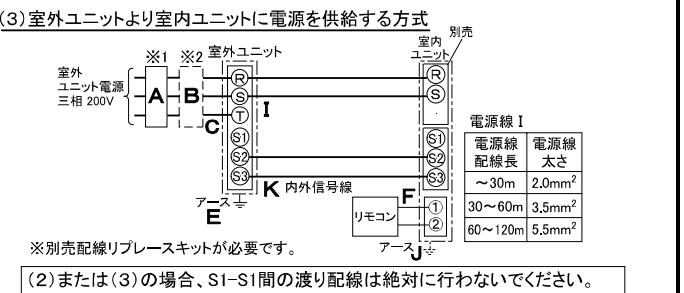 (3)室外ユニットより室内ユニットに電源を供給する方式
別売
※1 ※2 室外ユニット
室内
ユニット
室外
ユニット電源
三相 200V
A B C
R
S
T
S1
S2
S3
I
R
S
S1
S2
S3
K 内外信号線
アース
E
F
リモコン
①
②
アース
J
電源線 I
電源線
配線長
電源線
太さ
～30m 2.0mm²
30～60m 3.5mm²
60～120m 5.5mm²
※別売配線リプレースキットが必要です。
(2)または(3)の場合、S1-S1間の渡り配線は絶対に行わないでください。